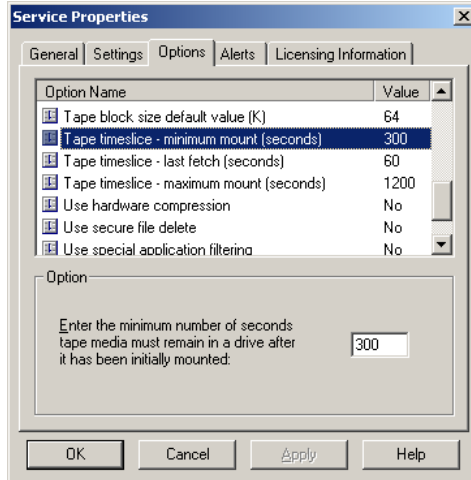 Service Properties
General Settings Options Alerts Licensing Information
Option Name Value
Tape block size default value (K) 64
Tape timeslice - minimum mount (seconds) 300
Tape timeslice - last fetch (seconds) 60
Tape timeslice - maximum mount (seconds) 1200
Use hardware compression No
Use secure file delete No
Use special application filtering No
Option
Enter the minimum number of seconds
tape media must remain in a drive after 300
it has been initially mounted:
OK Cancel Apply Help